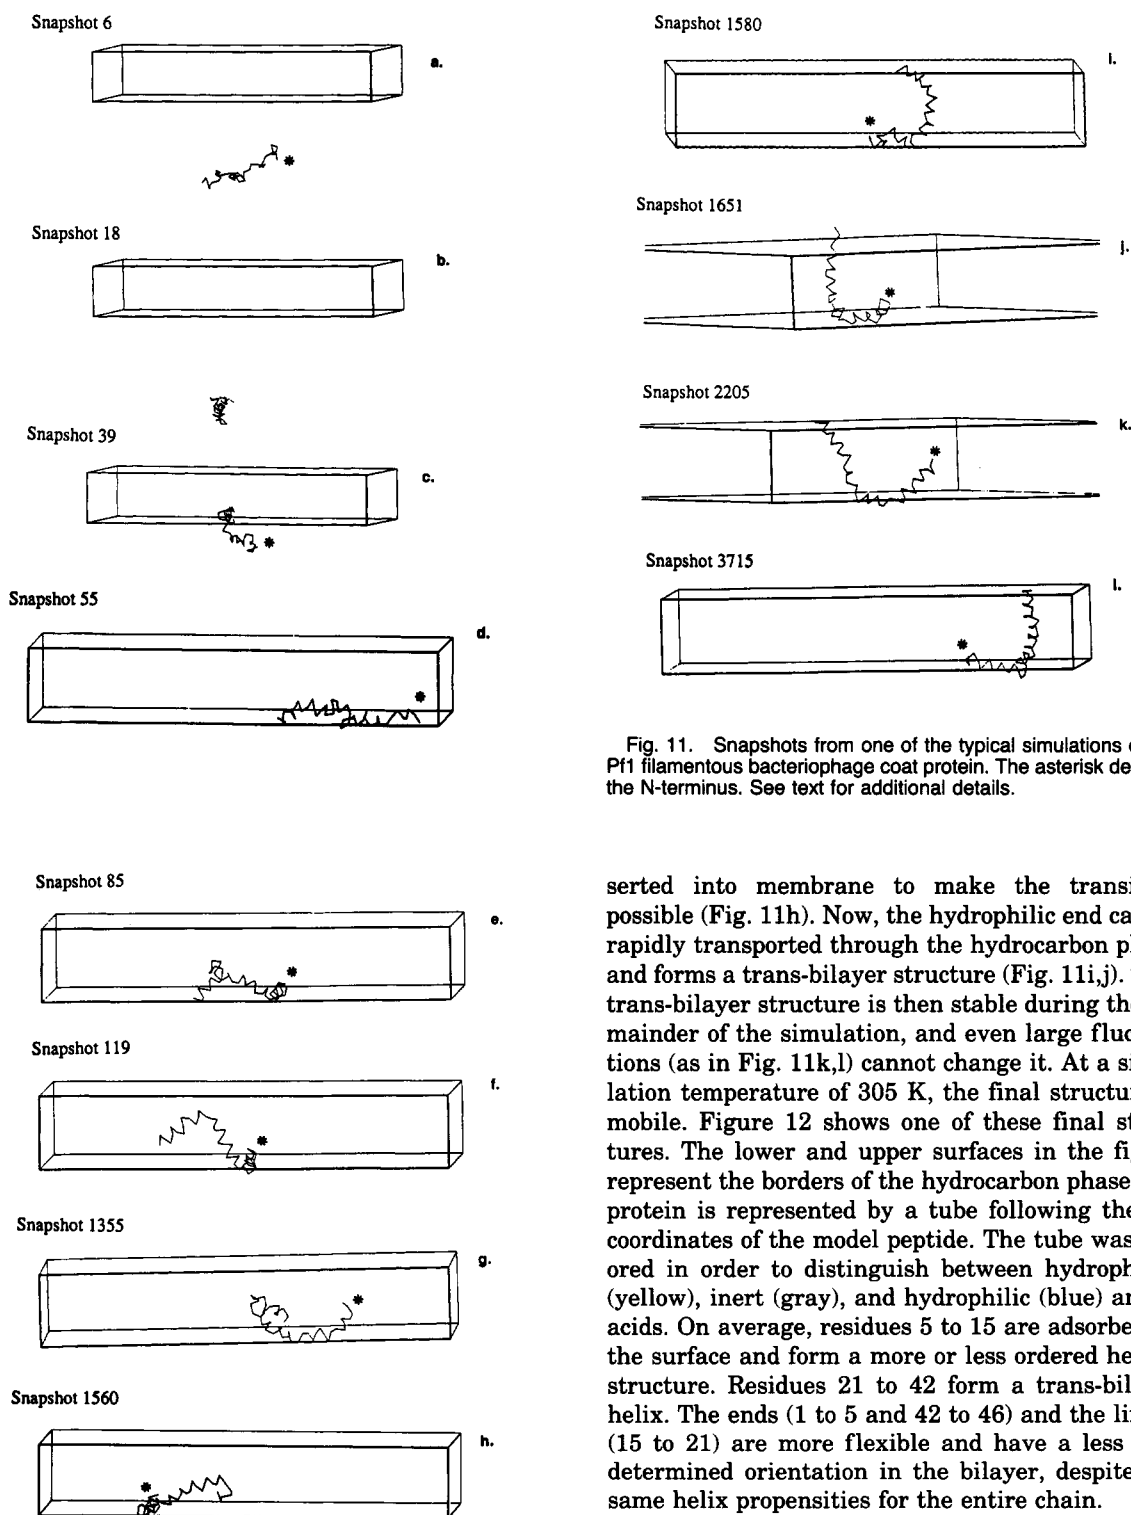 Snapshot 6
a.
*
Snapshot 18
b.
Snapshot 39
c.
*
Snapshot 55
d.
*
Snapshot 85
e.
*
Snapshot 119
f.
*
Snapshot 1355
g.
*
Snapshot 1560
h.
*
Snapshot 1580
i.
*
Snapshot 1651
j.
*
Snapshot 2205
k.
*
Snapshot 3715
l.
*
Fig. 11. Snapshots from one of the typical simulations
Pf1 filamentous bacteriophage coat protein. The asterisk de
the N-terminus. See text for additional details.
serted into membrane to make the transi
possible (Fig. 11h). Now, the hydrophilic end ca
rapidly transported through the hydrocarbon p
and forms a trans-bilayer structure (Fig. 11i,j).
trans-bilayer structure is then stable during the
mainder of the simulation, and even large fluc
tions (as in Fig. 11k,l) cannot change it. At a si
lation temperature of 305 K, the final structu
mobile. Figure 12 shows one of these final st
tures. The lower and upper surfaces in the fi
represent the borders of the hydrocarbon phase
protein is represented by a tube following the
coordinates of the model peptide. The tube was
ored in order to distinguish between hydroph
(yellow), inert (gray), and hydrophilic (blue) a
acids. On average, residues 5 to 15 are adsorbe
the surface and form a more or less ordered he
structure. Residues 21 to 42 form a trans-bil
helix. The ends (1 to 5 and 42 to 46) and the li
(15 to 21) are more flexible and have a less
determined orientation in the bilayer, despite
same helix propensities for the entire chain.